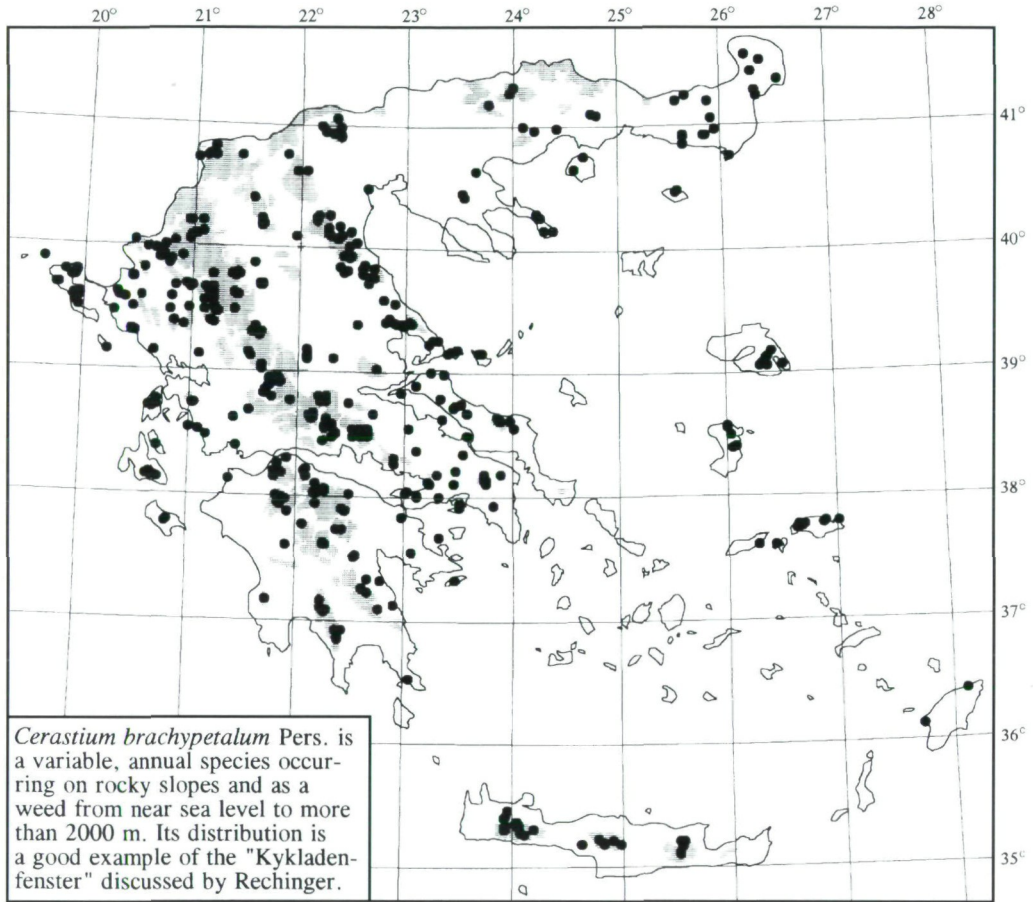 20° 21° 22° 23° 24° 25° 26° 27° 28°
41°
40°
39°
38°
37°
36°
35°
Cerastium brachypetalum Pers. is
a variable, annual species occur-
ring on rocky slopes and as a
weed from near sea level to more
than 2000 m. Its distribution is
a good example of the "Kykladen-
fenster" discussed by Rechinger.